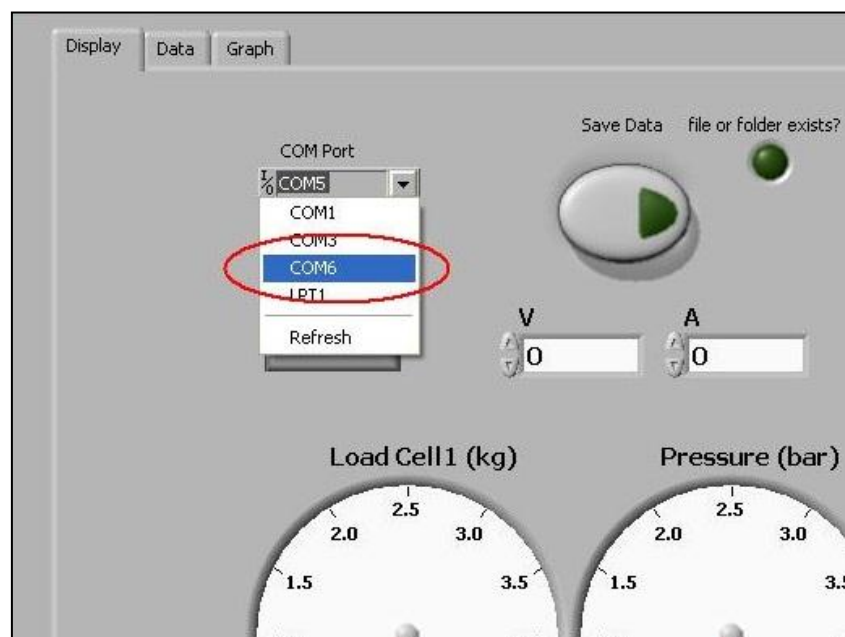 Display Data Graph
Save Data file or folder exists?
COM Port
I/O COM5
COM1
COM3
COM6
LPT1
Refresh
V A
0 0
Load Cell1 (kg) Pressure (bar)
2.5 2.5
2.0 3.0 2.0 3.0
1.5 3.5 1.5 3.5